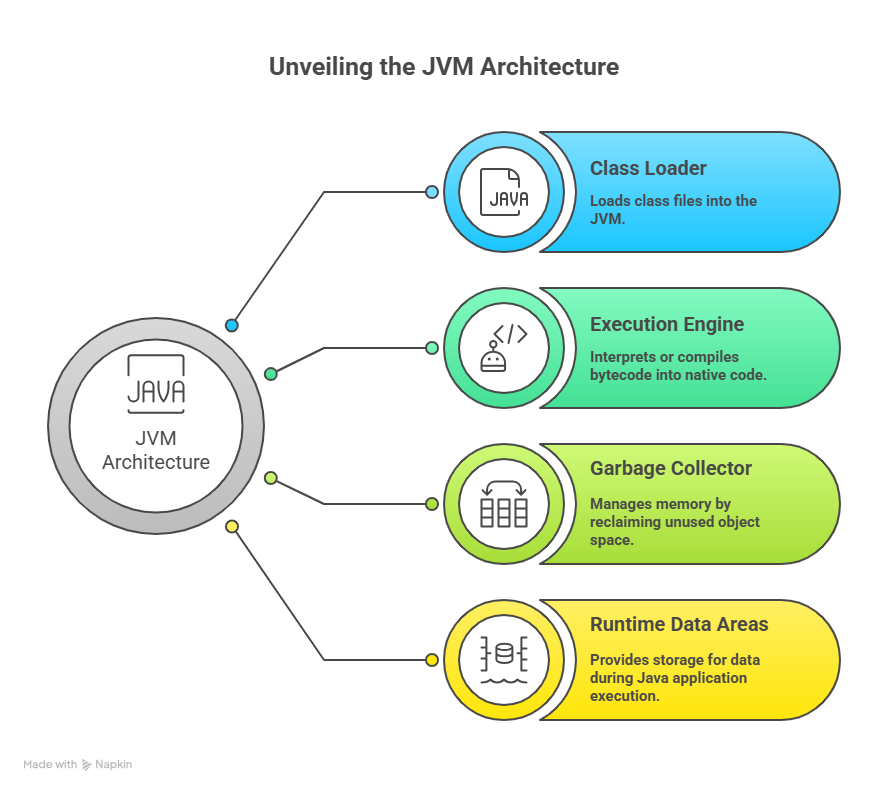 Unveiling the JVM Architecture
JAVA
Class Loader
Loads class files into the
JVM.
Execution Engine
</>
Interprets or compiles
bytecode into native code.
JAVA
JVM
Architecture
Garbage Collector
Manages memory by
reclaiming unused object
space.
Runtime Data Areas
Provides storage for data
during Java application
execution.
Made with Napkin